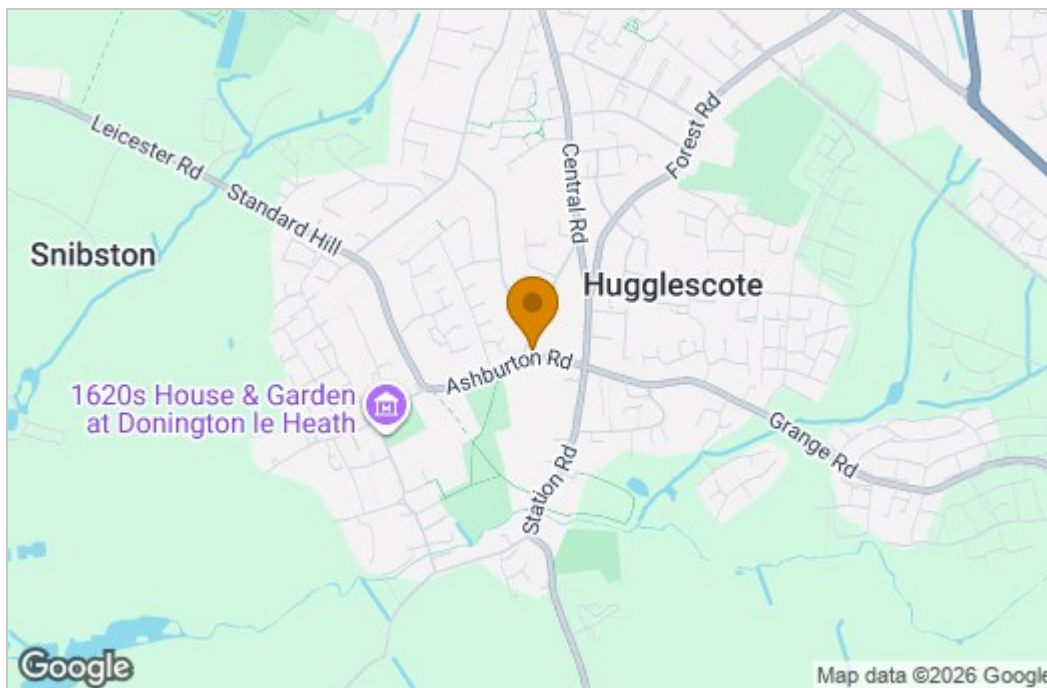 Leicester Rd
Standard Hill
Central Rd
Forest Rd
Snibston
Hugglescote
Ashburton Rd
1620s House & Garden
at Donington le Heath
Grange Rd
Station Rd
Google
Map data ©2026 Google